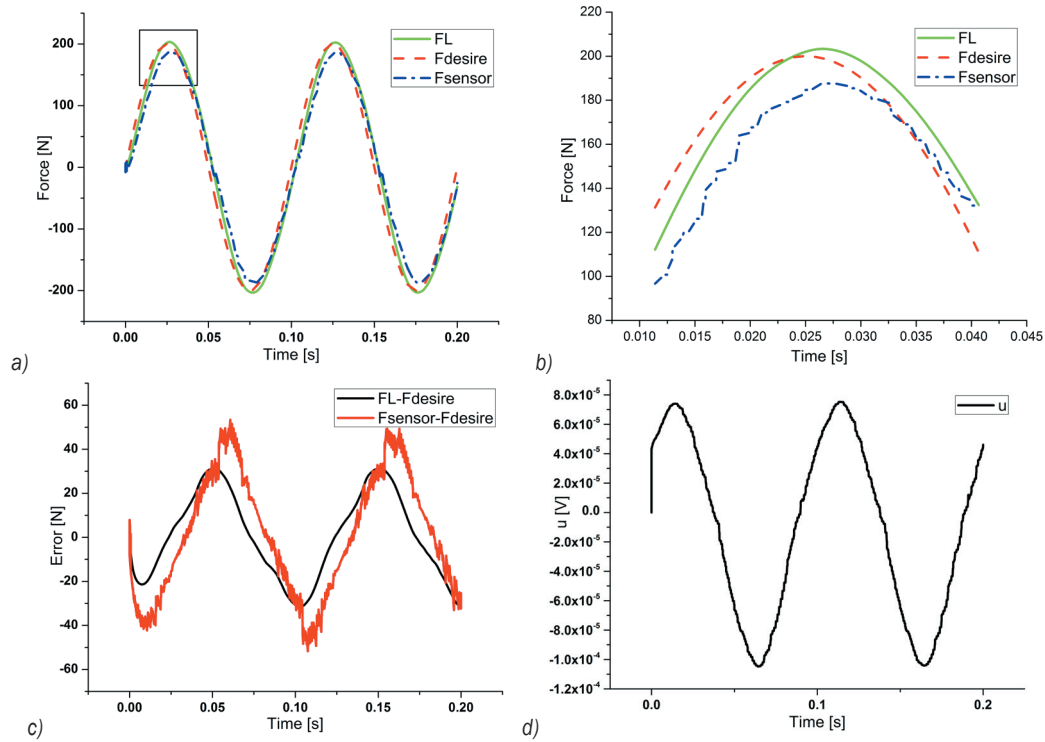 FL
Fdesire
Fsensor
Force [N]
200
100
0
-100
-200
0.00
0.05
0.10
0.15
0.20
Time [s]
a)
FL
Fdesire
Fsensor
Force [N]
220
200
180
160
140
120
100
80
0.010
0.015
0.020
0.025
0.030
0.035
0.040
0.045
Time [s]
b)
FL-Fdesire
Fsensor-Fdesire
Error [N]
60
40
20
0
-20
-40
-60
0.00
0.05
0.10
0.15
0.20
Time [s]
c)
u
u [V]
8.0x10⁻⁵
6.0x10⁻⁵
4.0x10⁻⁵
2.0x10⁻⁵
0.0
-2.0x10⁻⁵
-4.0x10⁻⁵
-6.0x10⁻⁵
-8.0x10⁻⁵
-1.0x10⁻⁴
-1.2x10⁻⁴
0.0
0.1
0.2
Time [s]
d)